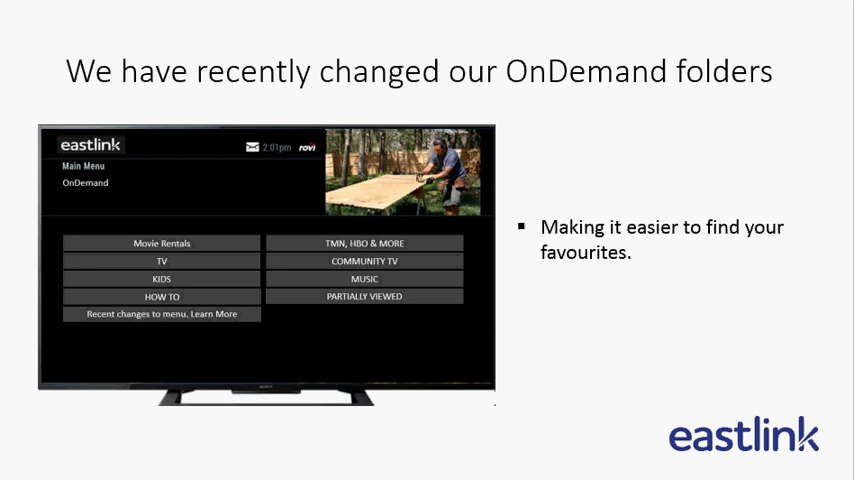 We have recently changed our OnDemand folders
eastlink
2:01pm rovi
Main Menu
OnDemand
Movie Rentals
TMN, HBO & MORE
TV
COMMUNITY TV
KIDS
MUSIC
HOW TO
PARTIALLY VIEWED
Recent changes to menu. Learn More
SONY
▪ Making it easier to find your
favourites.
eastlink